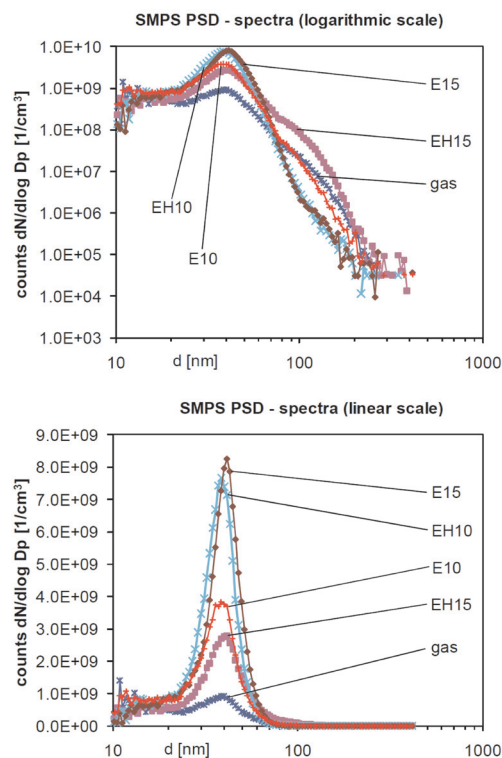 SMPS PSD - spectra (logarithmic scale)
counts dN/dlog Dp [1/cm³]
1.0E+10
1.0E+09
1.0E+08
1.0E+07
1.0E+06
1.0E+05
1.0E+04
1.0E+03
E15
EH15
gas
EH10
E10
10 d [nm] 100 1000
SMPS PSD - spectra (linear scale)
counts dN/dlog Dp [1/cm³]
9.0E+09
8.0E+09
7.0E+09
6.0E+09
5.0E+09
4.0E+09
3.0E+09
2.0E+09
1.0E+09
0.0E+00
E15
EH10
E10
EH15
gas
10 d [nm] 100 1000